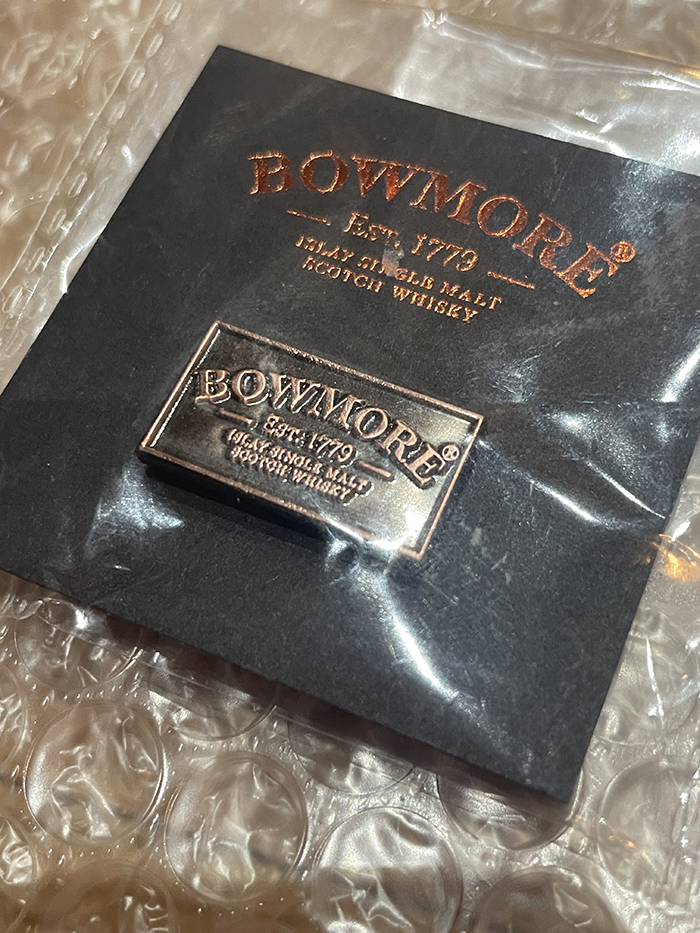 BOWMORE®
EST. 1779
ISLAY SINGLE MALT
SCOTCH WHISKY
BOWMORE®
EST. 1779
ISLAY SINGLE MALT
SCOTCH WHISKY